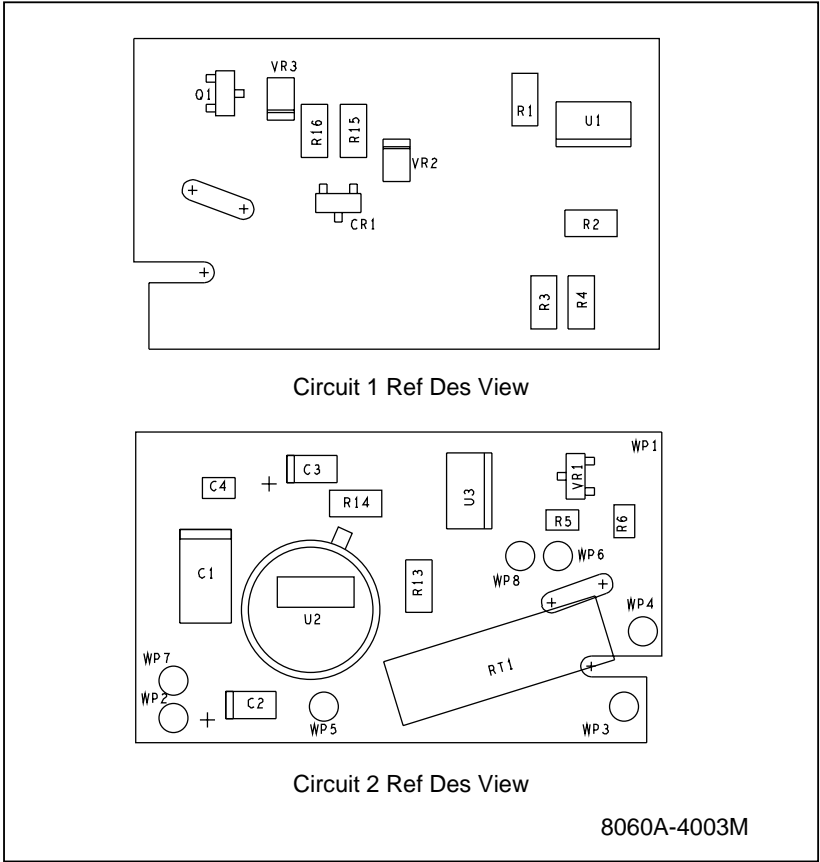 VR3
Q1
R16
R15
R1
U1
VR2
CR1
R2
R3
R4
Circuit 1 Ref Des View
WP1
C3
C4
R14
U3
VR1
R5
R6
C1
WP8
WP6
R13
U2
WP4
WP7
RT1
WP2
C2
WP5
WP3
Circuit 2 Ref Des View
8060A-4003M